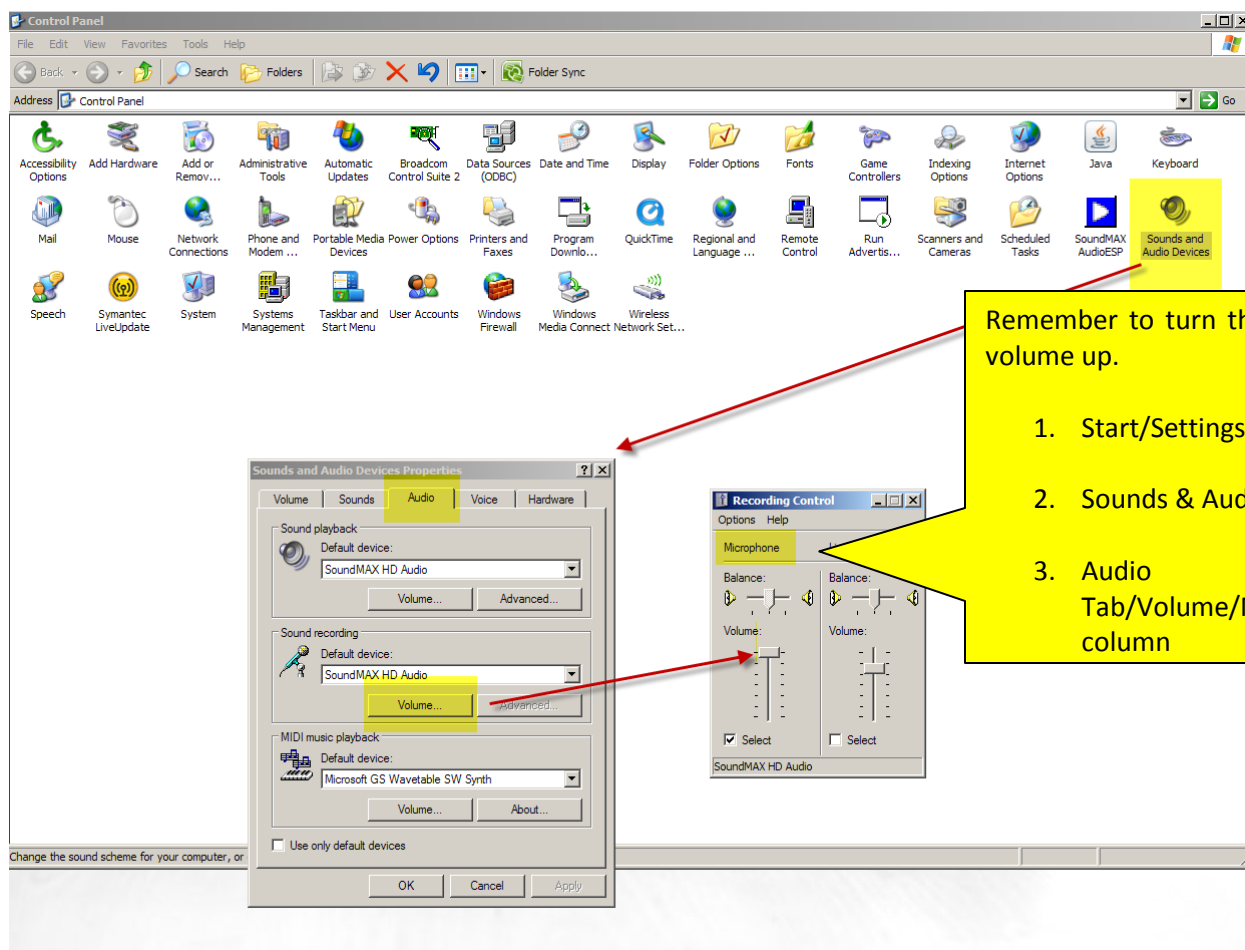 Control Panel
File Edit View Favorites Tools Help
Back Search Folders Folder Sync
Address Control Panel Go
Accessibility Options
Add Hardware
Add or Remov...
Administrative Tools
Automatic Updates
Broadcom Control Suite 2
Data Sources (ODBC)
Date and Time
Display
Folder Options
Fonts
Game Controllers
Indexing Options
Internet Options
Java
Keyboard
Mail
Mouse
Network Connections
Phone and Modem ...
Portable Media Devices
Power Options
Printers and Faxes
Program Downlo...
QuickTime
Regional and Language ...
Remote Control
Run Advertis...
Scanners and Cameras
Scheduled Tasks
SoundMAX AudioESP
Sounds and Audio Devices
Speech
Symantec LiveUpdate
System
Systems Management
Taskbar and Start Menu
User Accounts
Windows Firewall
Windows Media Connect
Wireless Network Set...
Remember to turn
volume up.
1. Start/Settings
2. Sounds &
3. Audio
Tab/Volume/
column
Sounds and Audio Devices Properties
Volume Sounds Audio Voice Hardware
Sound playback
Default device:
SoundMAX HD Audio
Volume... Advanced...
Sound recording
Default device:
SoundMAX HD Audio
Volume... Advanced...
MIDI music playback
Default device:
Microsoft GS Wavetable SW Synth
Volume... About...
Use only default devices
OK Cancel Apply
Recording Control
Options Help
Microphone
Balance: Balance:
Volume: Volume:
Select Select
SoundMAX HD Audio
Change the sound scheme for your computer, or